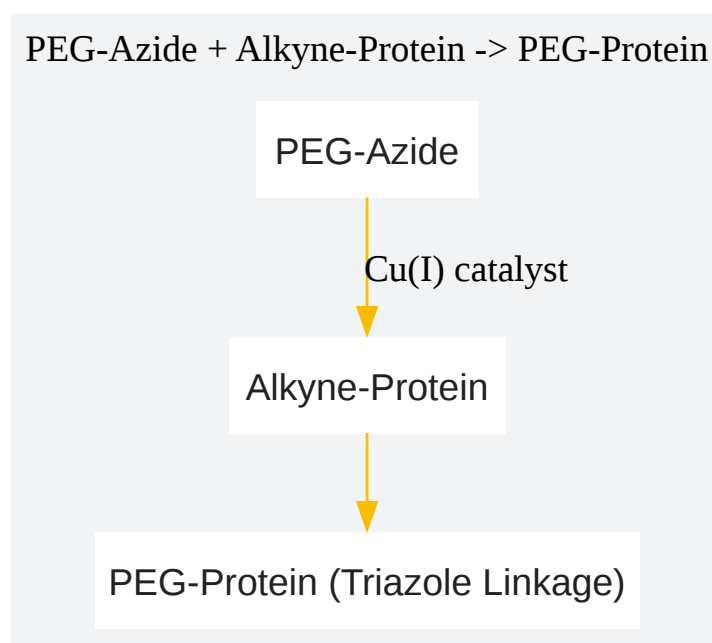 PEG-Azide + Alkyne-Protein -> PEG-Protein
PEG-Azide
Cu(I) catalyst
Alkyne-Protein
PEG-Protein (Triazole Linkage)